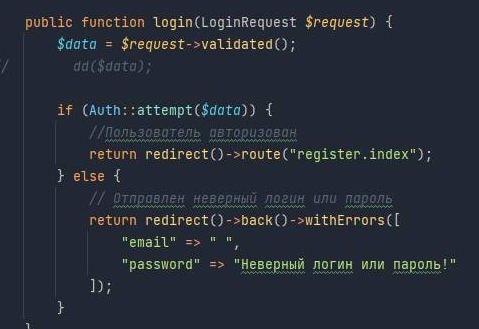 public function login(LoginRequest $request) {
$data = $request->validated();
// dd($data);
if (Auth::attempt($data)) {
//Пользователь авторизован
return redirect()->route("register.index");
} else {
// Отправлен неверный логин или пароль
return redirect()->back()->withErrors([
"email" => " ",
"password" => "Неверный логин или пароль!"
]);
}
}